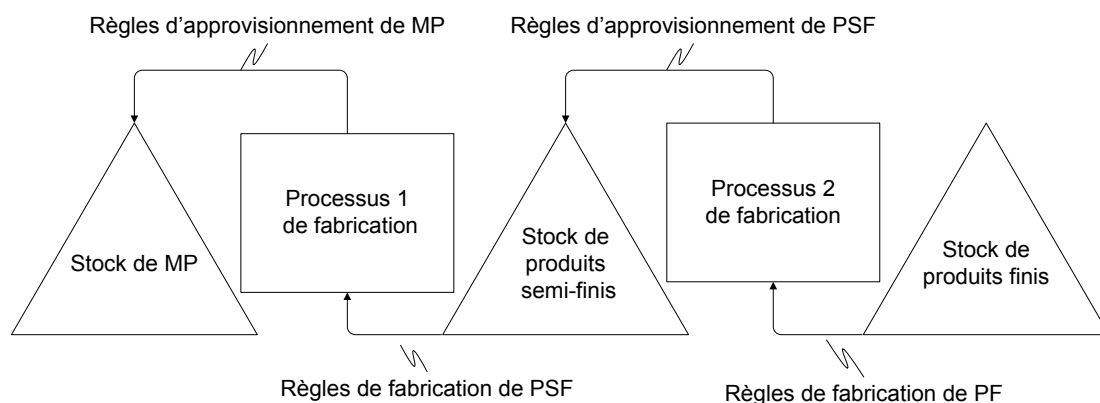 Règles d’approvisionnement de MP
Règles d’approvisionnement de PSF
Stock de MP
Processus 1
de fabrication
Stock de
produits
semi-finis
Processus 2
de fabrication
Stock de
produits finis
Règles de fabrication de PSF
Règles de fabrication de PF